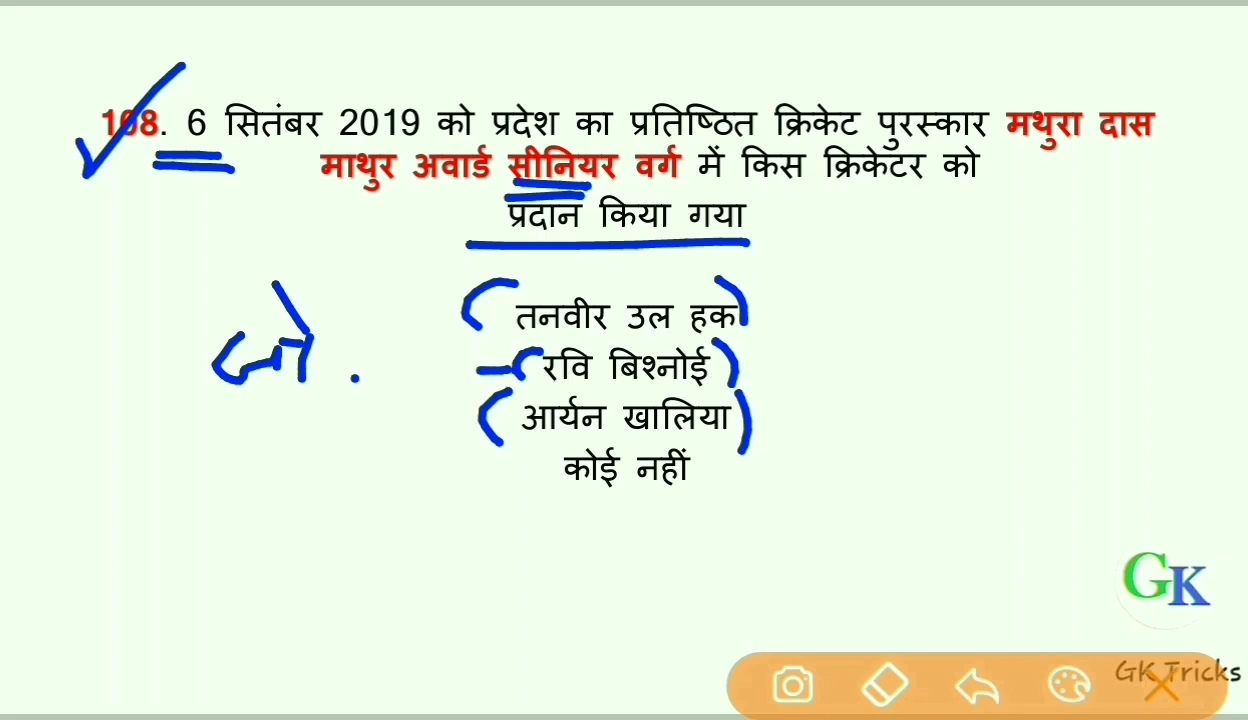 108. 6 सितंबर 2019 को प्रदेश का प्रतिष्ठित क्रिकेट पुरस्कार मथुरा दास
माथुर अवार्ड सीनियर वर्ग में किस क्रिकेटर को
प्रदान किया गया
तनवीर उल हक
रवि बिश्नोई
आर्यन खालिया
कोई नहीं
GK
GK Tricks